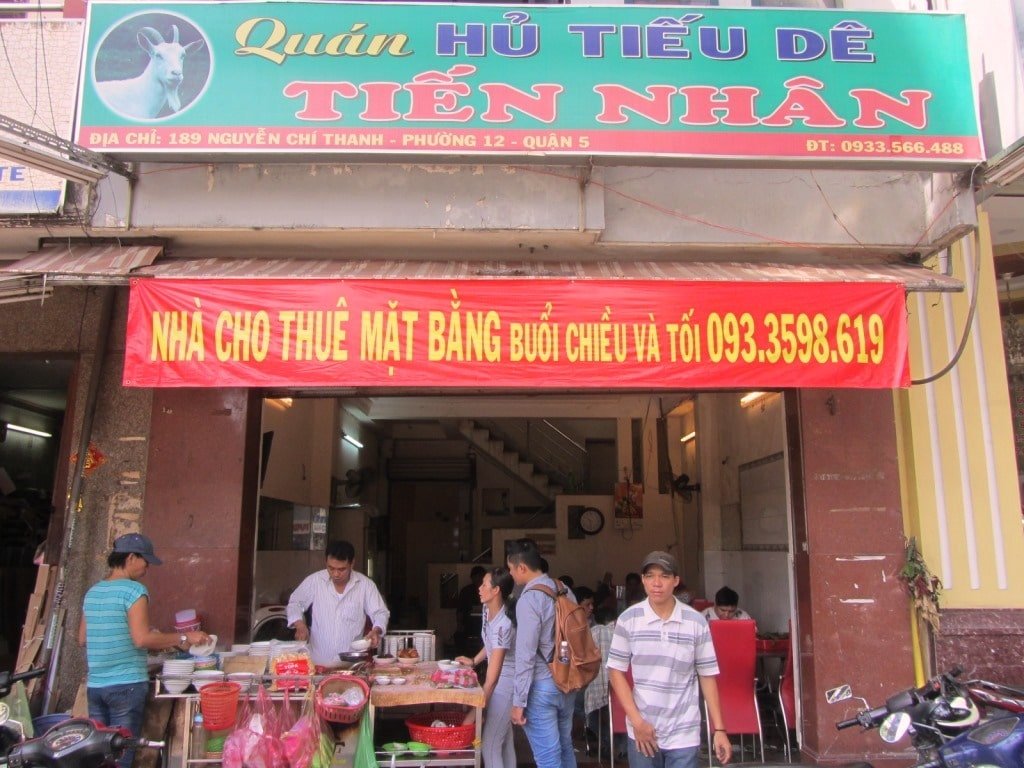 Quán HỦ TIẾU DÊ
TIẾN NHÂN
ĐỊA CHỈ: 189 NGUYỄN CHÍ THANH - PHƯỜNG 12 - QUẬN 5
ĐT: 0933.566.488
TE
NHÀ CHO THUÊ MẶT BẰNG BUỔI CHIỀU VÀ TỐI 093.3598.619